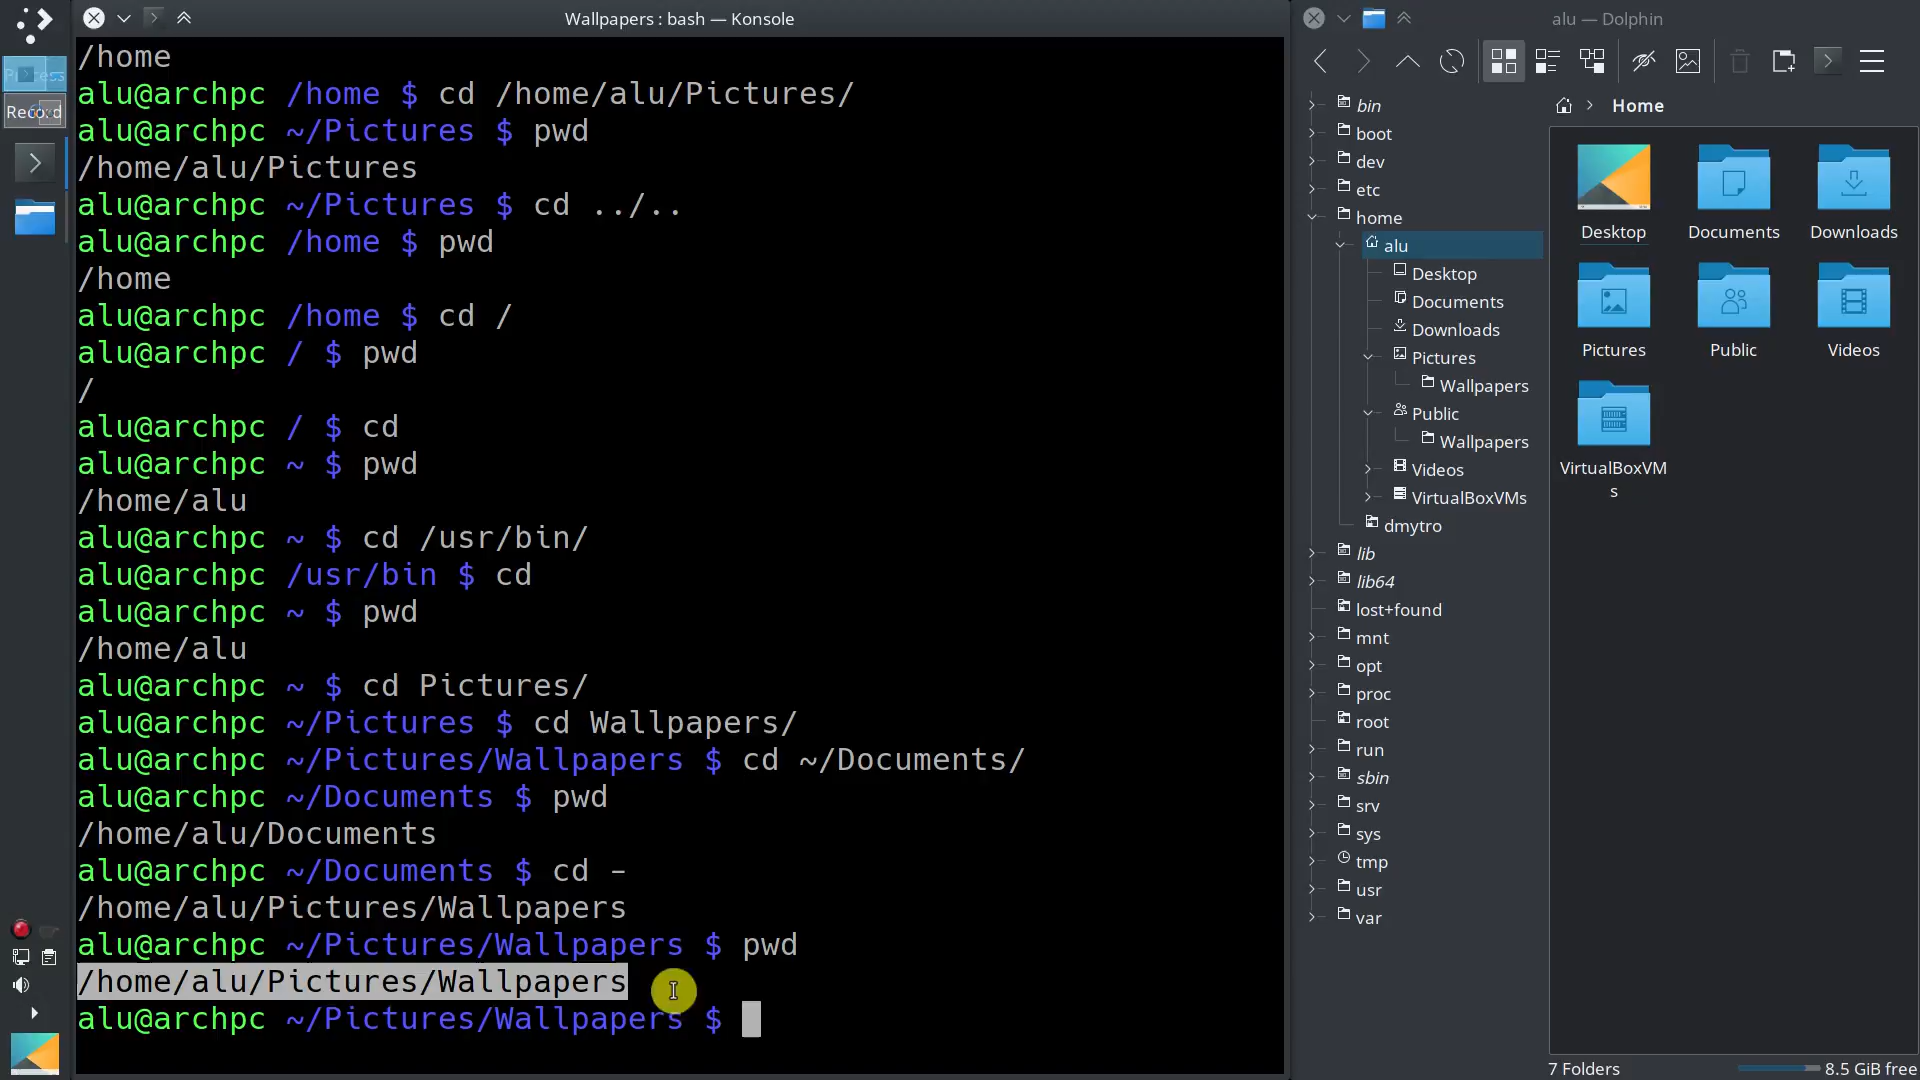 Wallpapers : bash — Konsole
/home
alu@archpc /home $ cd /home/alu/Pictures/
alu@archpc ~/Pictures $ pwd
/home/alu/Pictures
alu@archpc ~/Pictures $ cd ../..
alu@archpc /home $ pwd
/home
alu@archpc /home $ cd /
alu@archpc / $ pwd
/
alu@archpc / $ cd
alu@archpc ~ $ pwd
/home/alu
alu@archpc ~ $ cd /usr/bin/
alu@archpc /usr/bin $ cd
alu@archpc ~ $ pwd
/home/alu
alu@archpc ~ $ cd Pictures/
alu@archpc ~/Pictures $ cd Wallpapers/
alu@archpc ~/Pictures/Wallpapers $ cd ~/Documents/
alu@archpc ~/Documents $ pwd
/home/alu/Documents
alu@archpc ~/Documents $ cd -
/home/alu/Pictures/Wallpapers
alu@archpc ~/Pictures/Wallpapers $ pwd
/home/alu/Pictures/Wallpapers
alu@archpc ~/Pictures/Wallpapers $
alu — Dolphin
bin
boot
dev
etc
home
alu
Desktop
Documents
Downloads
Pictures
Wallpapers
Public
Wallpapers
Videos
VirtualBoxVMs
dmytro
lib
lib64
lost+found
mnt
opt
proc
root
run
sbin
srv
sys
tmp
usr
var
Home
Desktop
Documents
Downloads
Pictures
Public
Videos
VirtualBoxVM
s
7 Folders
8.5 GiB free